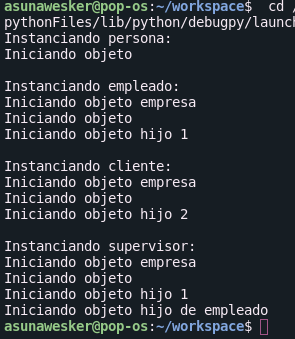 asunawesker@pop-os:~/workspace$  cd /
pythonFiles/lib/python/debugpy/launch
Instanciando persona:
Iniciando objeto
Instanciando empleado:
Iniciando objeto empresa
Iniciando objeto
Iniciando objeto hijo 1
Instanciando cliente:
Iniciando objeto empresa
Iniciando objeto
Iniciando objeto hijo 2
Instanciando supervisor:
Iniciando objeto empresa
Iniciando objeto
Iniciando objeto hijo 1
Iniciando objeto hijo de empleado
asunawesker@pop-os:~/workspace$